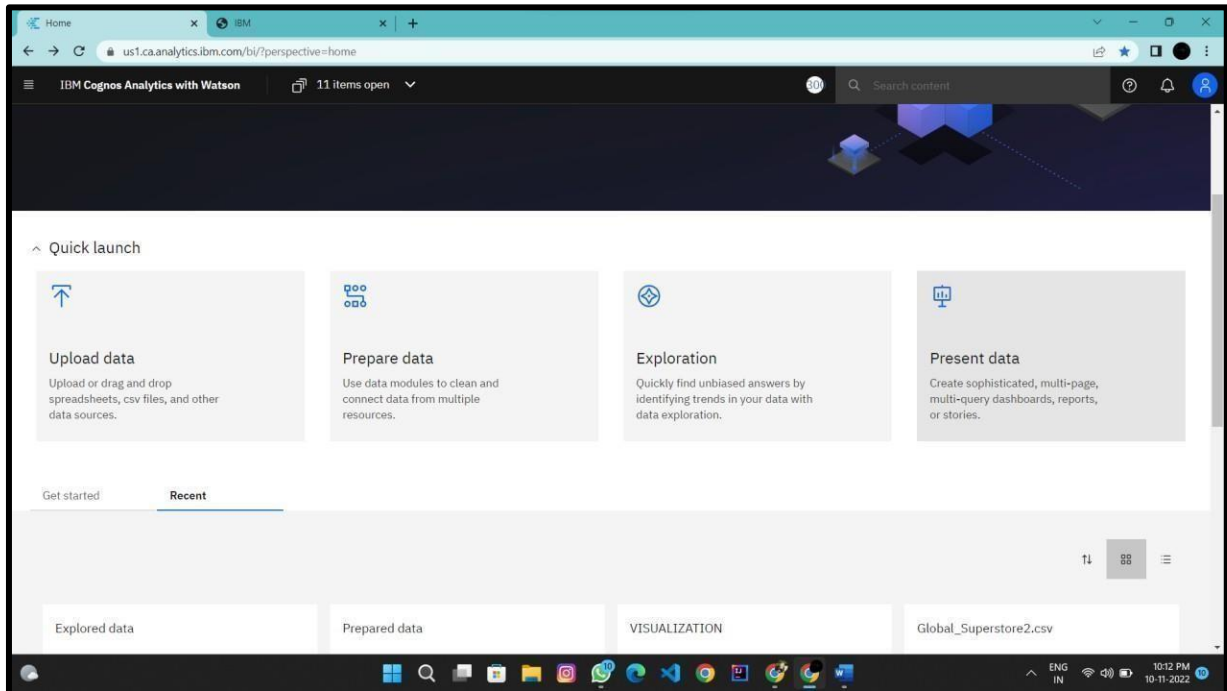 Home
IBM
us1.ca.analytics.ibm.com/bi/?perspective=home
IBM Cognos Analytics with Watson
11 items open
300
Search content
Quick launch
Upload data
Upload or drag and drop
spreadsheets, csv files, and other
data sources.
Prepare data
Use data modules to clean and
connect data from multiple
resources.
Exploration
Quickly find unbiased answers by
identifying trends in your data with
data exploration.
Present data
Create sophisticated, multi-page,
multi-query dashboards, reports,
or stories.
Get started
Recent
Explored data
Prepared data
VISUALIZATION
Global_Superstore2.csv
10
ENG
IN
10:12 PM
10-11-2022
10